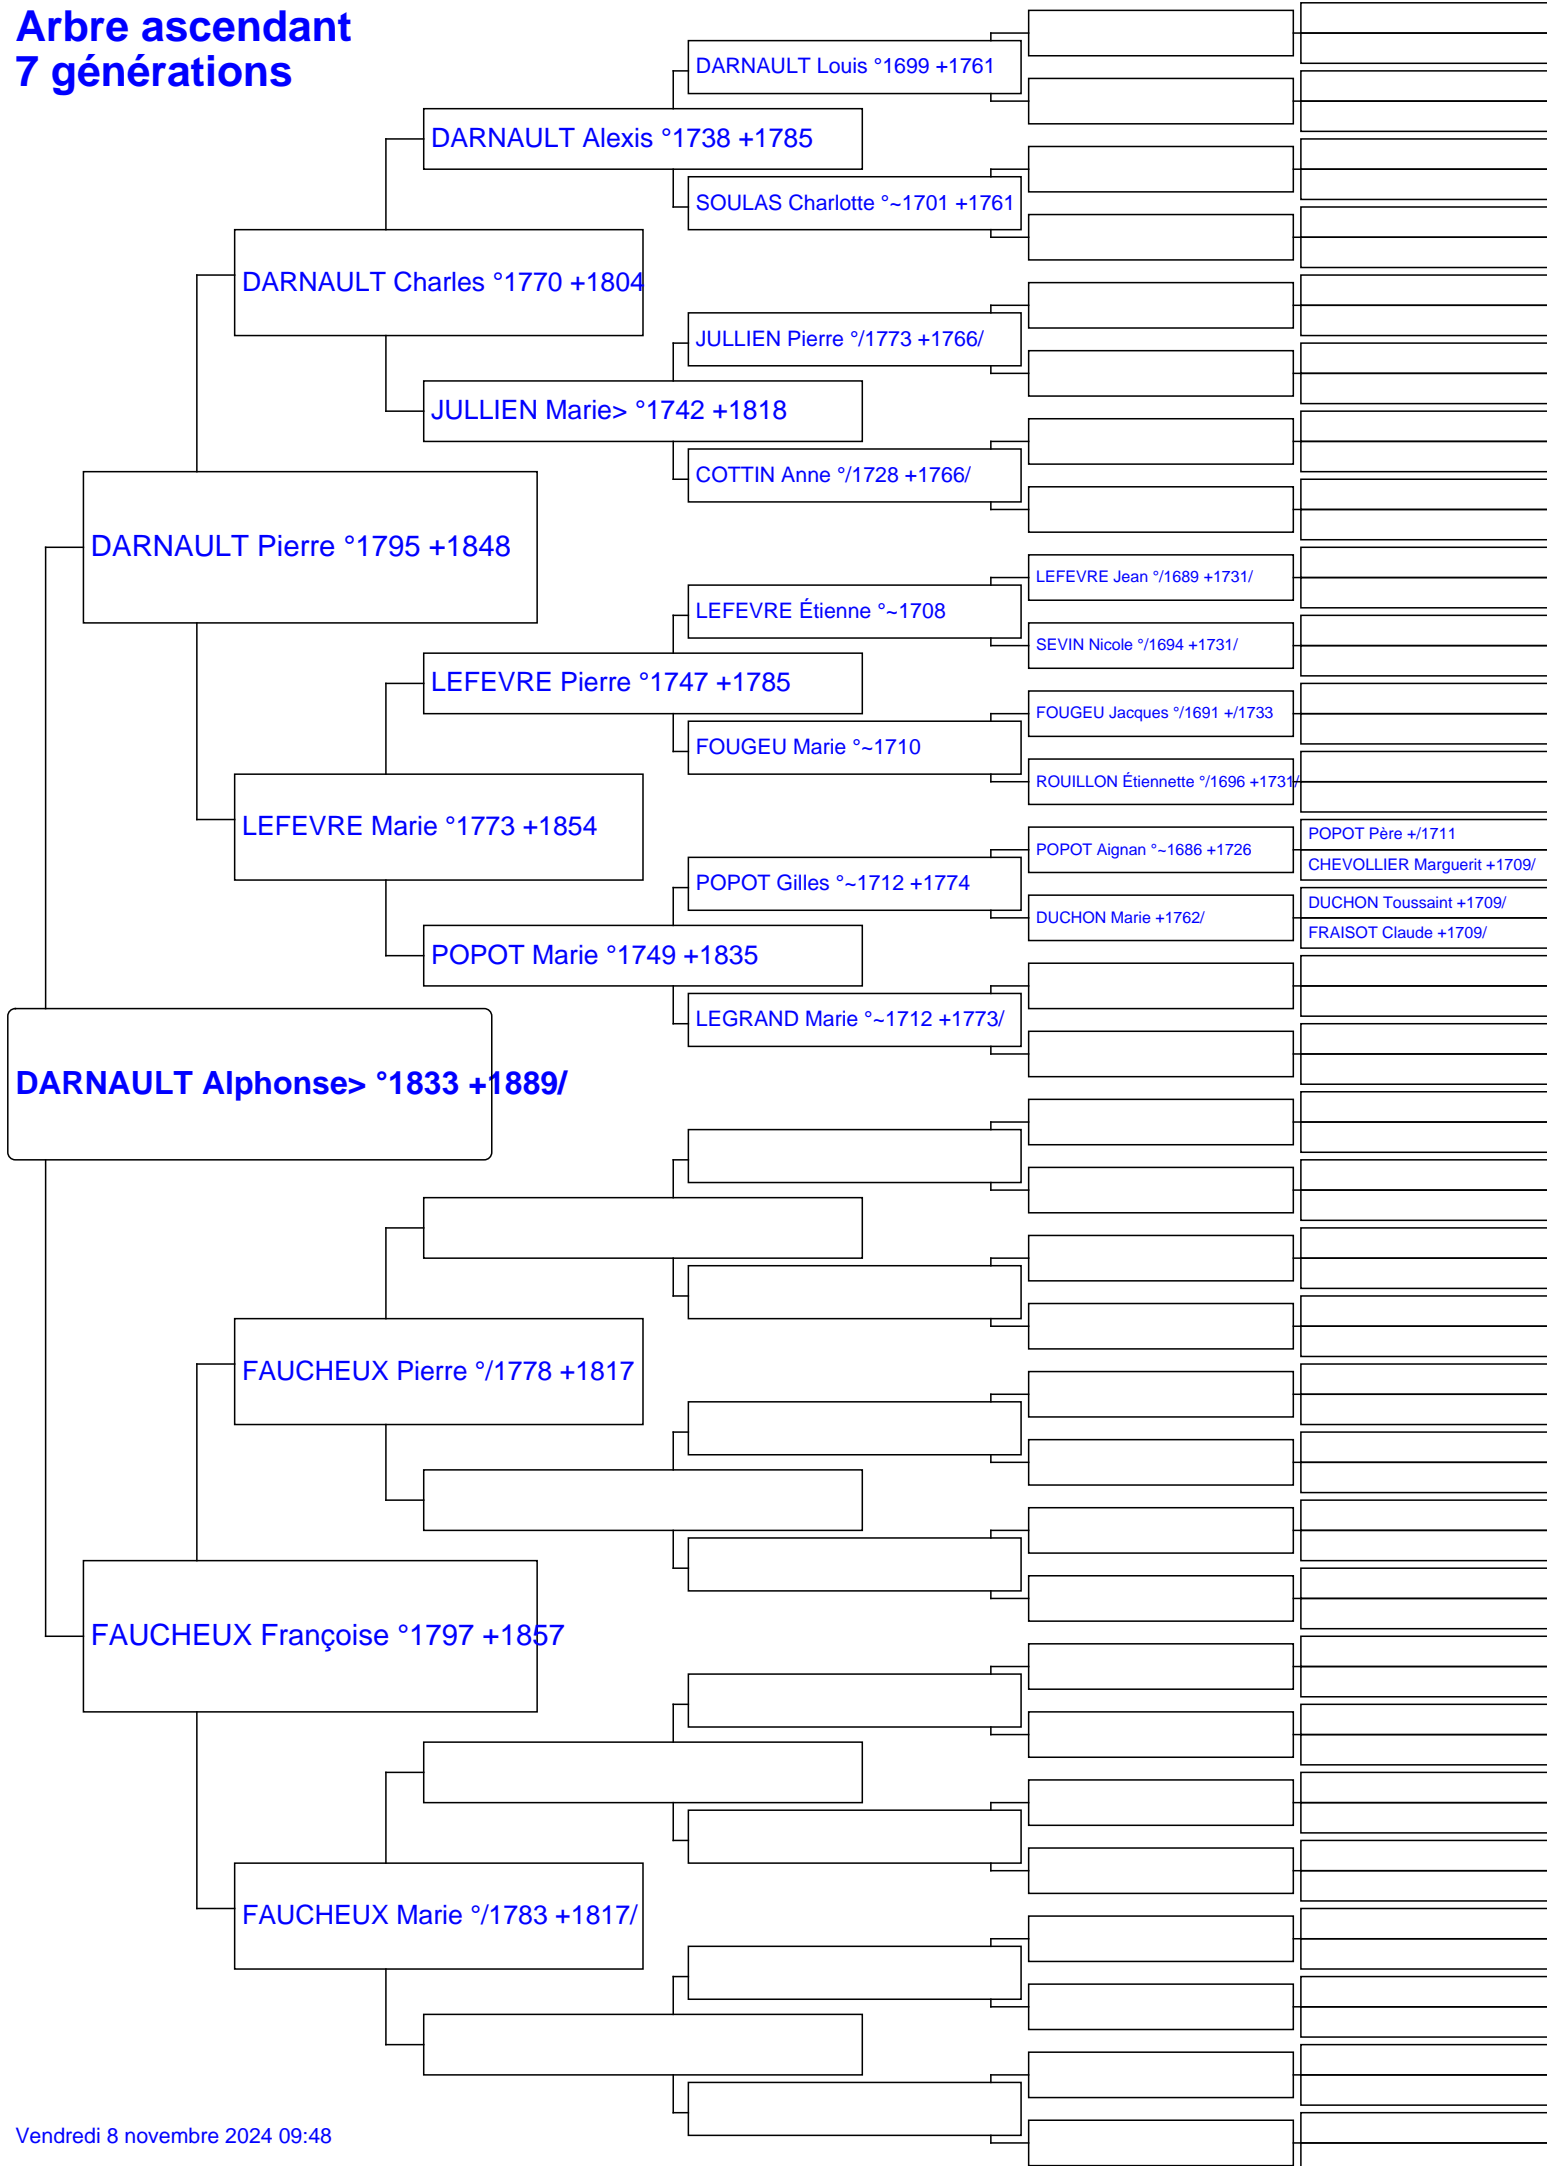 Arbre ascendant
7 générations
DARNAULT Louis °1699 +1761
DARNAULT Alexis °1738 +1785
SOULAS Charlotte °~1701 +1761
DARNAULT Charles °1770 +1804
JULLIEN Pierre °/1773 +1766/
JULLIEN Marie> °1742 +1818
COTTIN Anne °/1728 +1766/
DARNAULT Pierre °1795 +1848
LEFEVRE Jean °/1689 +1731/
LEFEVRE Étienne °~1708
SEVIN Nicole °/1694 +1731/
LEFEVRE Pierre °1747 +1785
FOUGEU Jacques °/1691 +/1733
FOUGEU Marie °~1710
ROUILLON Étiennette °/1696 +1731/
LEFEVRE Marie °1773 +1854
POPOT Père +/1711
POPOT Aignan °~1686 +1726
CHEVOLLIER Marguerit +1709/
POPOT Gilles °~1712 +1774
DUCHON Toussaint +1709/
DUCHON Marie +1762/
FRAISOT Claude +1709/
POPOT Marie °1749 +1835
LEGRAND Marie °~1712 +1773/
DARNAULT Alphonse> °1833 +1889/
FAUCHEUX Pierre °/1778 +1817
FAUCHEUX Françoise °1797 +1857
FAUCHEUX Marie °/1783 +1817/
Vendredi 8 novembre 2024 09:48